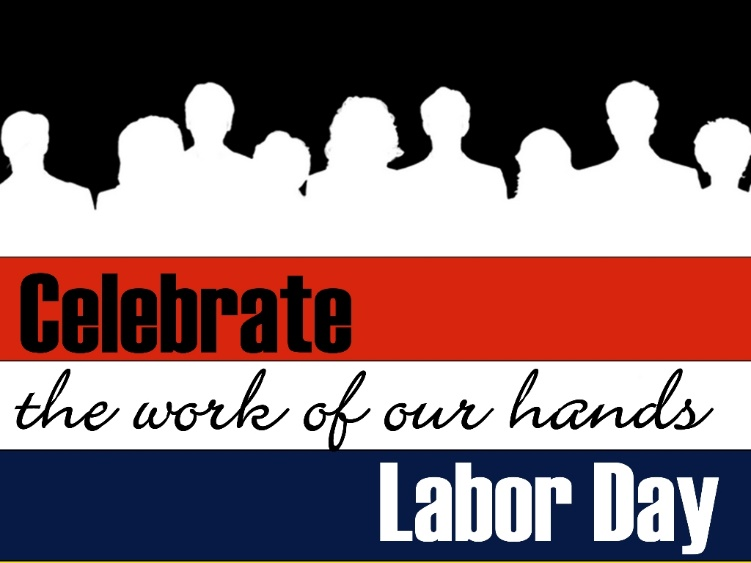 Celebrate
the work of our hands
Labor Day